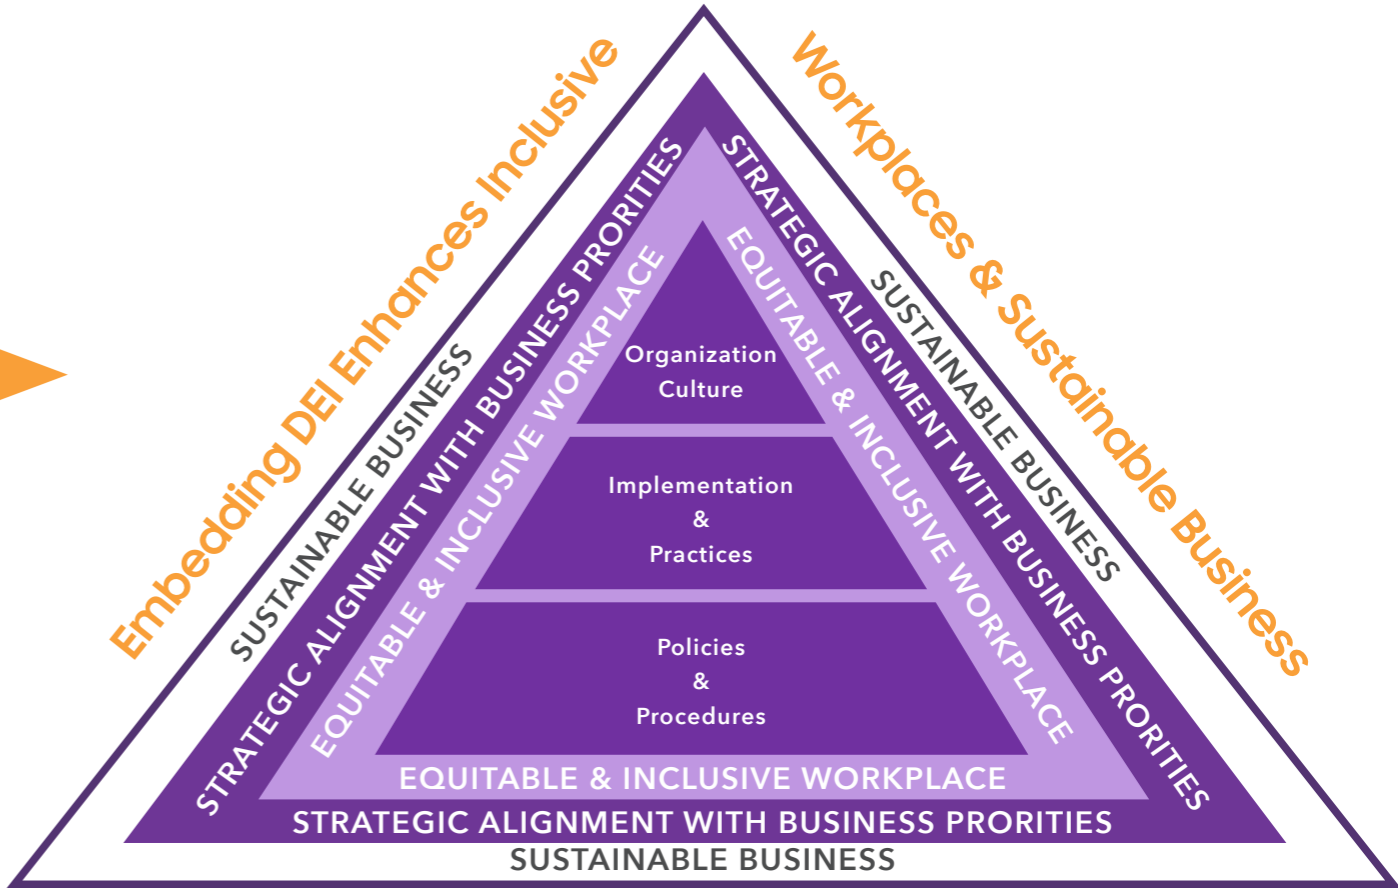 Embedding DEI Enhances Inclusive
Workplaces & Sustainable Business
SUSTAINABLE BUSINESS
SUSTAINABLE BUSINESS
STRATEGIC ALIGNMENT WITH BUSINESS PRORITIES
STRATEGIC ALIGNMENT WITH BUSINESS PRORITIES
EQUITABLE & INCLUSIVE WORKPLACE
EQUITABLE & INCLUSIVE WORKPLACE
Organization
Culture
Implementation
&
Practices
Policies
&
Procedures
EQUITABLE & INCLUSIVE WORKPLACE
STRATEGIC ALIGNMENT WITH BUSINESS PRORITIES
SUSTAINABLE BUSINESS